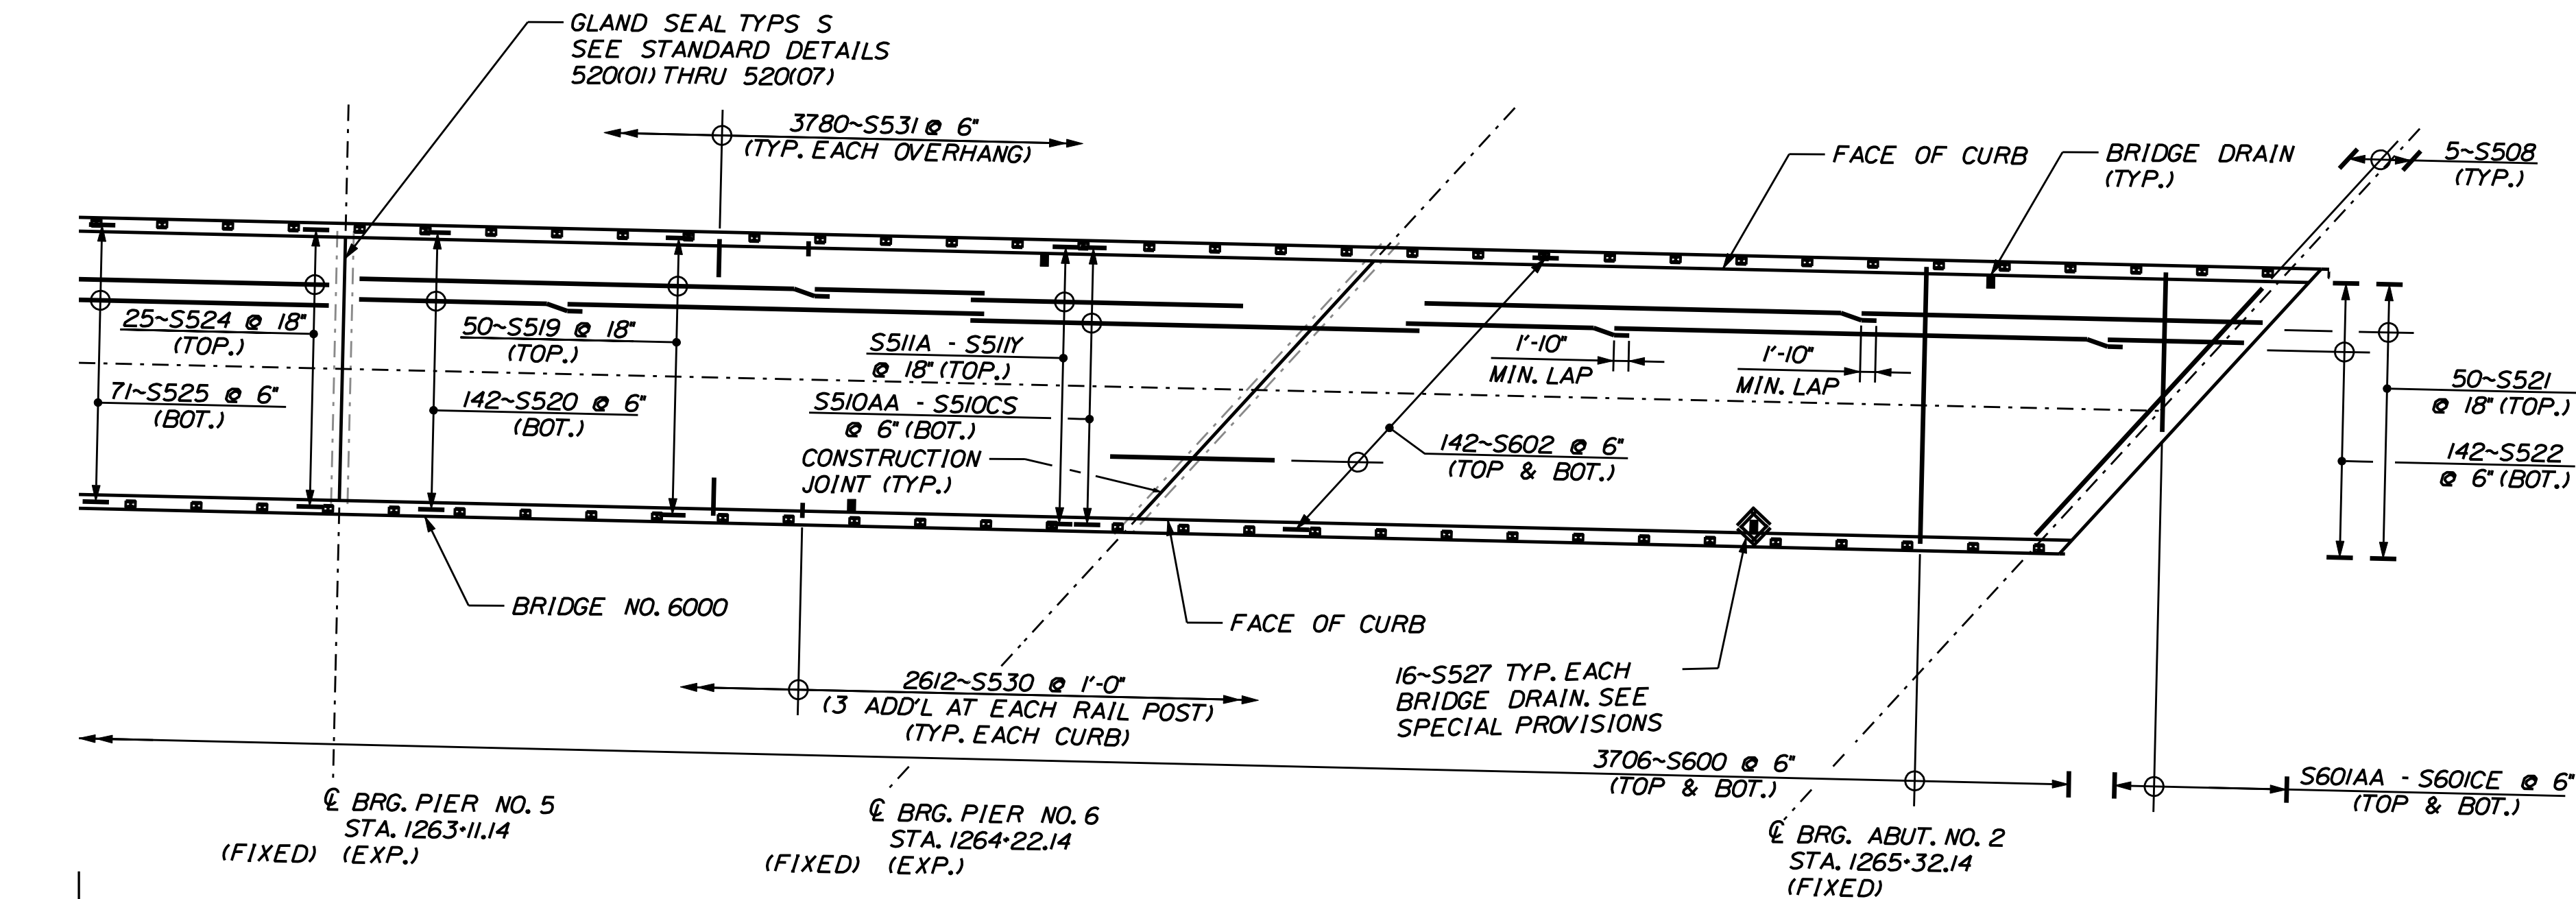 GLAND SEAL TYPS S
SEE STANDARD DETAILS
520(01) THRU 520(07)
3780~S531 @ 6"
(TYP. EACH OVERHANG)
FACE OF CURB
BRIDGE DRAIN
(TYP.)
5~S508
(TYP.)
25~S524 @ 18"
(TOP.)
71~S525 @ 6"
(BOT.)
50~S519 @ 18"
(TOP.)
142~S520 @ 6"
(BOT.)
S511A - S511Y
@ 18" (TOP.)
S510AA - S510CS
@ 6" (BOT.)
CONSTRUCTION
JOINT (TYP.)
1'-10"
MIN. LAP
1'-10"
MIN. LAP
142~S602 @ 6"
(TOP & BOT.)
50~S521
@ 18" (TOP.)
142~S522
@ 6" (BOT.)
BRIDGE NO. 6000
FACE OF CURB
2612~S530 @ 1'-0"
(3 ADD'L AT EACH RAIL POST)
(TYP. EACH CURB)
16~S527 TYP. EACH
BRIDGE DRAIN. SEE
SPECIAL PROVISIONS
3706~S600 @ 6"
(TOP & BOT.)
S601AA - S601CE @ 6"
(TOP & BOT.)
℄ BRG. PIER NO. 5
STA. 1263+11.14
(FIXED) (EXP.)
℄ BRG. PIER NO. 6
STA. 1264+22.14
(FIXED) (EXP.)
℄ BRG. ABUT. NO. 2
STA. 1265+32.14
(FIXED)